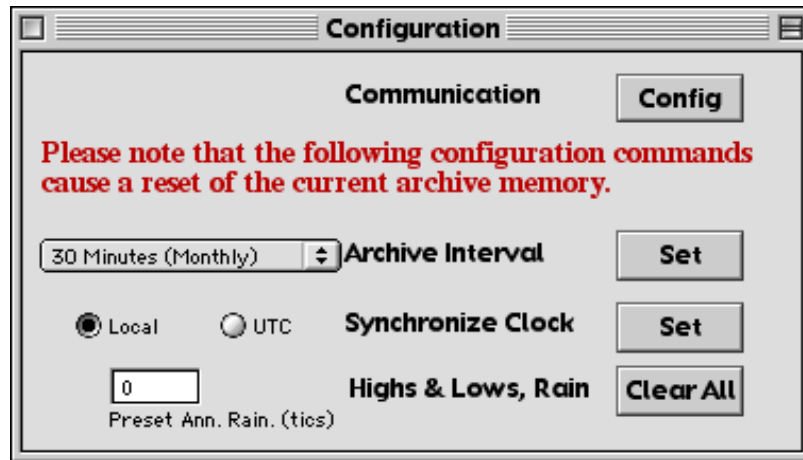 Configuration
Communication Config
Please note that the following configuration commands
cause a reset of the current archive memory.
30 Minutes (Monthly) Archive Interval Set
Local UTC Synchronize Clock Set
0 Highs & Lows, Rain Clear All
Preset Ann. Rain. (tics)